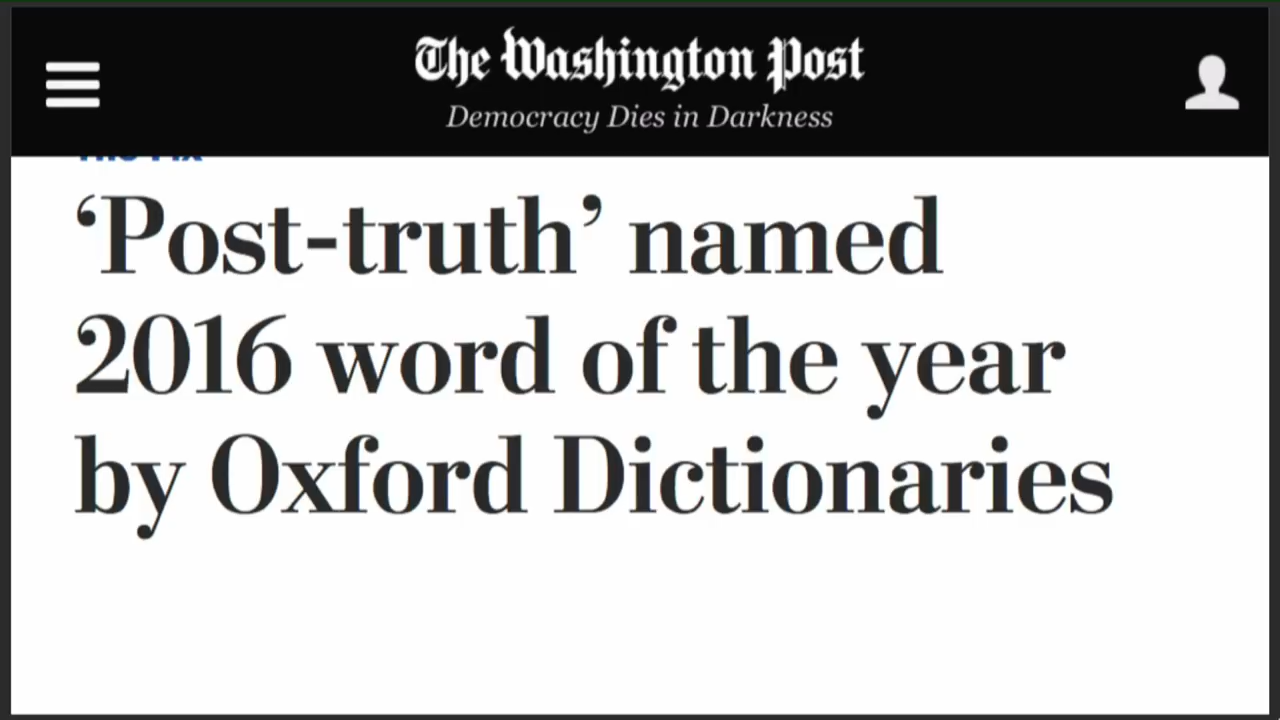 The Washington Post
Democracy Dies in Darkness
‘Post-truth’ named
2016 word of the year
by Oxford Dictionaries